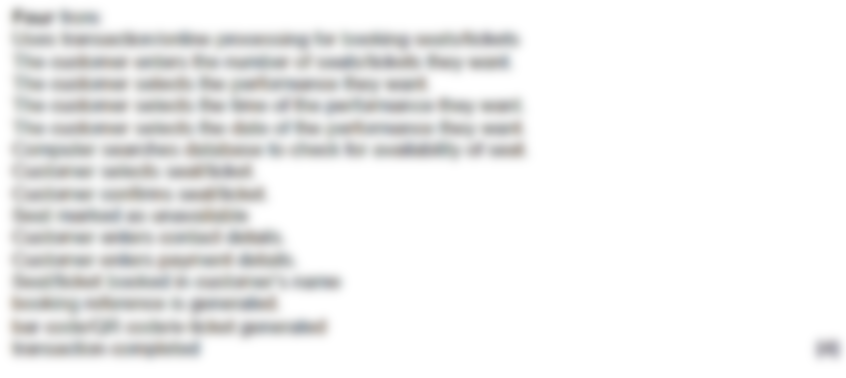 Four from:
Uses transaction/online processing for booking seats/tickets
The customer enters the number of seats/tickets they want
The customer selects the performance they want
The customer selects the time of the performance they want
The customer selects the date of the performance they want
Computer searches database to check for availability of seat
Customer selects seat/ticket
Customer confirms seat/ticket
Seat marked as unavailable
Customer enters contact details
Customer enters payment details
Seat/ticket booked in customer's name
booking reference is generated
bar code/QR code/e-ticket generated
transaction completed
[4]